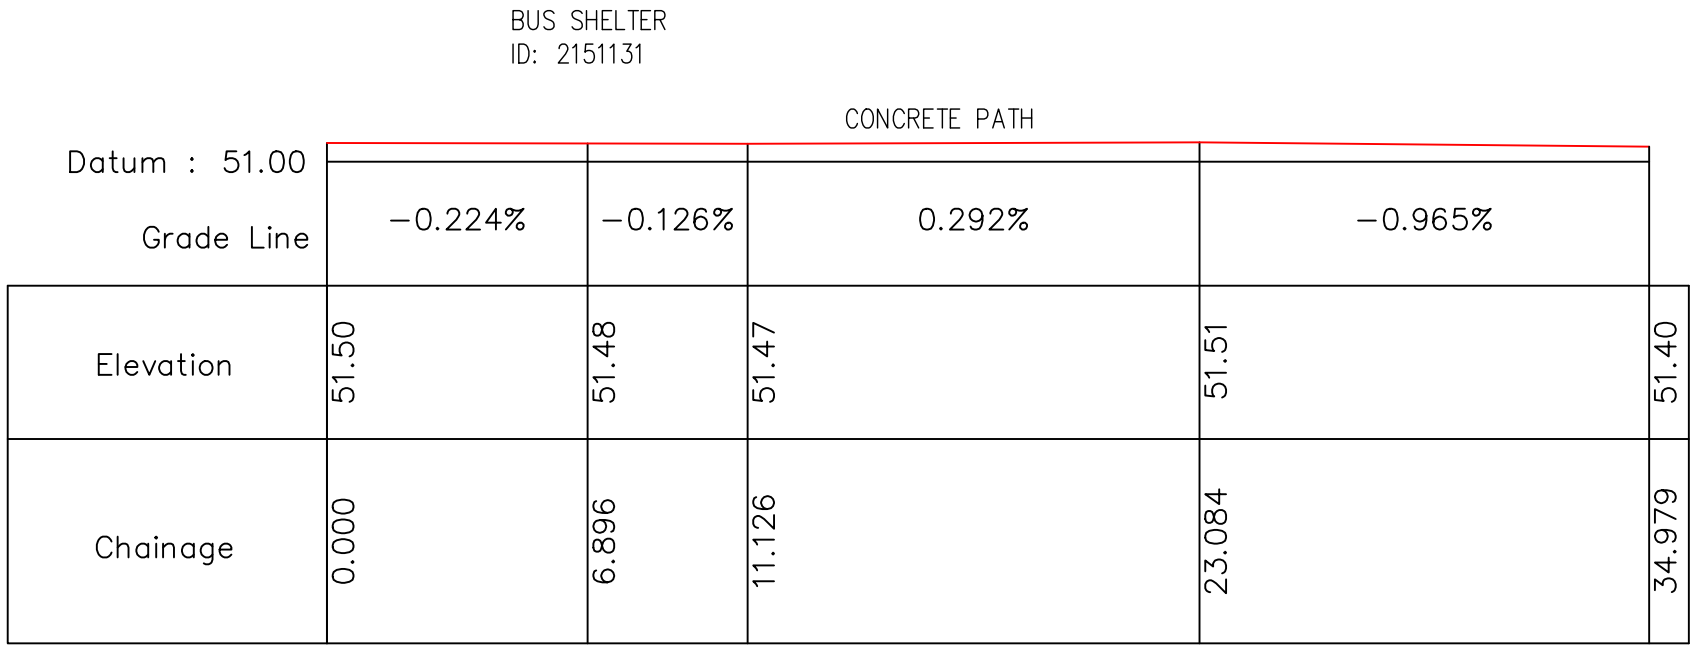 BUS SHELTER
ID: 2151131
CONCRETE PATH
Datum : 51.00
Grade Line
-0.224%
-0.126%
0.292%
-0.965%
Elevation
51.50
51.48
51.47
51.51
51.40
Chainage
0.000
6.896
11.126
23.084
34.979